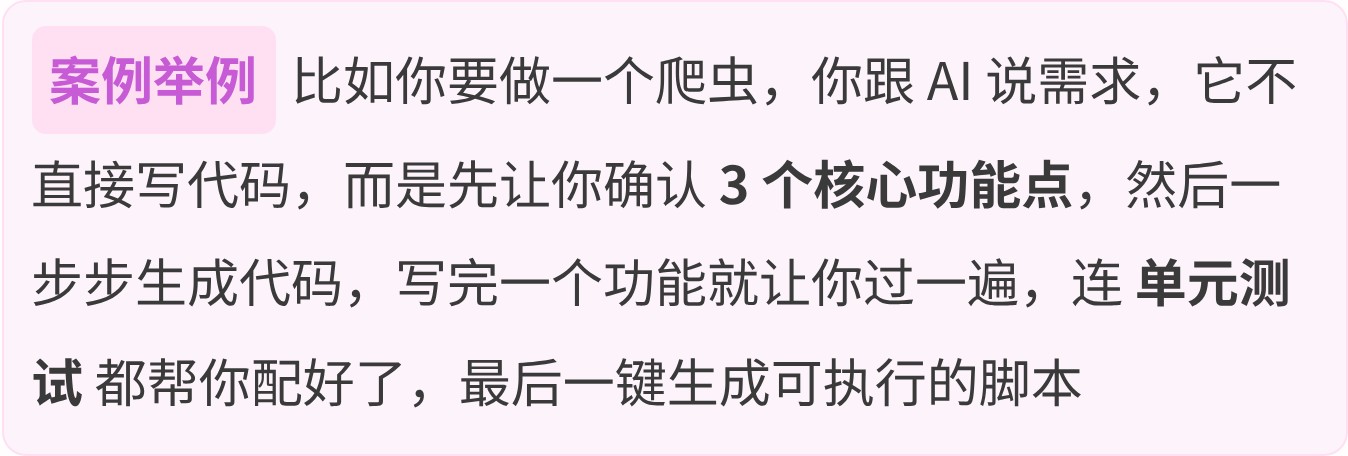 案例举例 比如你要做一个爬虫，你跟 AI 说需求，它不
直接写代码，而是先让你确认 3 个核心功能点，然后一
步步生成代码，写完一个功能就让你过一遍，连 单元测
试 都帮你配好了，最后一键生成可执行的脚本